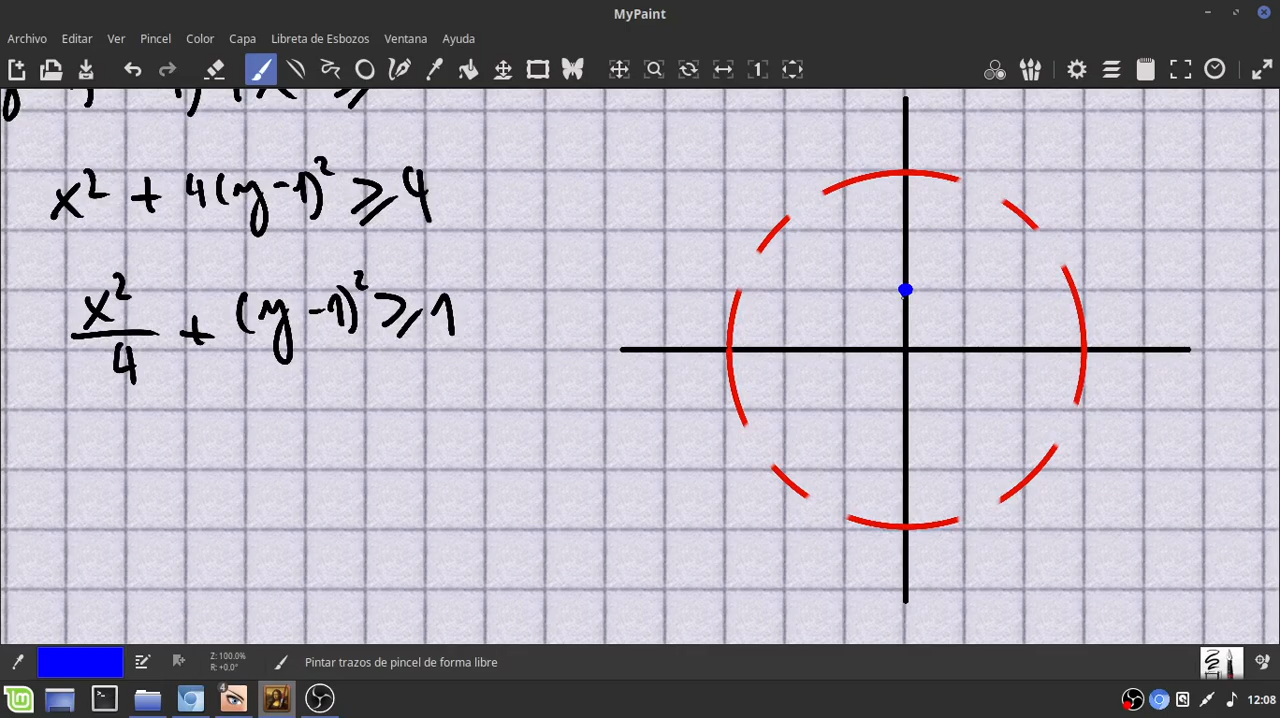 MyPaint
Archivo Editar Ver Pincel Color Capa Libreta de Esbozos Ventana Ayuda
x² + 4(y-1)² ≥ 4
x²/4 + (y-1)² ≥ 1
Z: 100.0%
R: +0.0°
Pintar trazos de pincel de forma libre
4
12:08